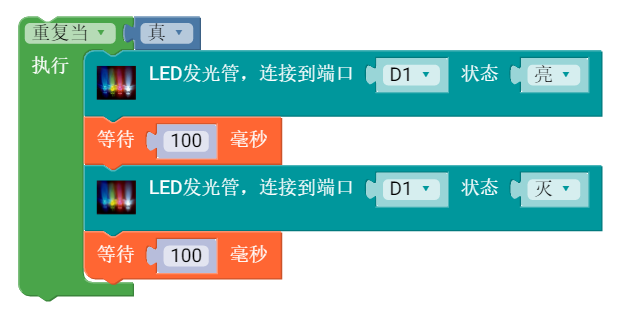 重复当 真
执行
LED发光管，连接到端口 D1 状态 亮
等待 100 毫秒
LED发光管，连接到端口 D1 状态 灭
等待 100 毫秒